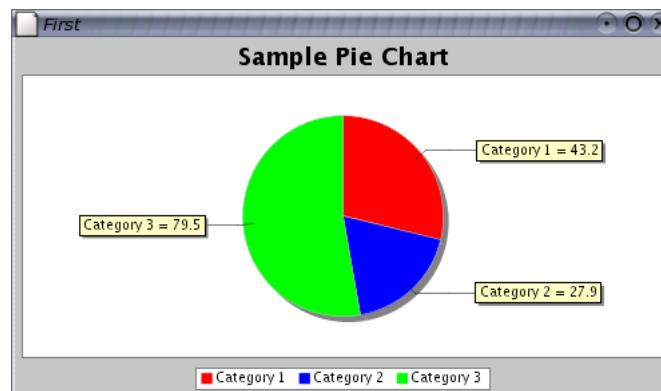 First
Sample Pie Chart
Category 1 = 43.2
Category 3 = 79.5
Category 2 = 27.9
Category 1 Category 2 Category 3